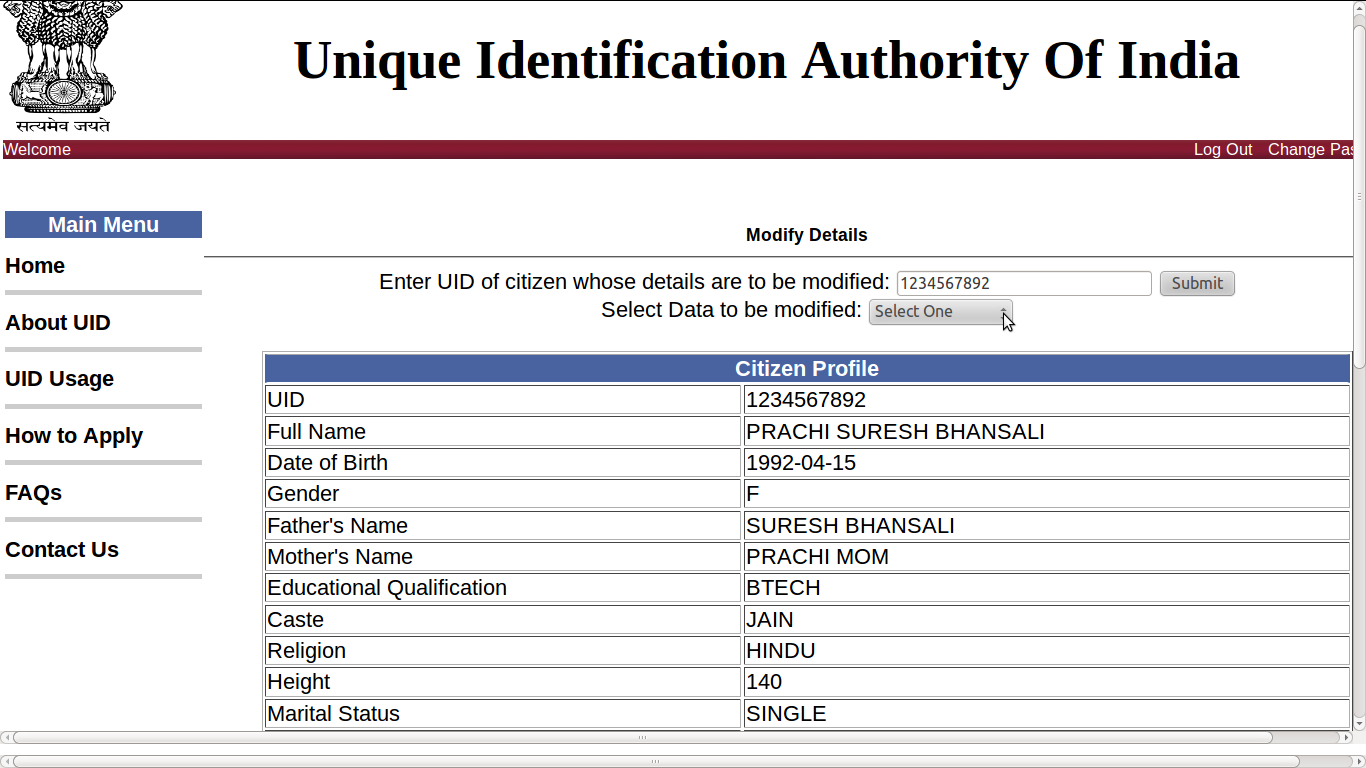 Unique Identification Authority Of India
सत्यमेव जयते
Welcome Log Out Change Pas
Main Menu
Home
About UID
UID Usage
How to Apply
FAQs
Contact Us
Modify Details
Enter UID of citizen whose details are to be modified: 1234567892 Submit
Select Data to be modified: Select One
Citizen Profile
UID 1234567892
Full Name PRACHI SURESH BHANSALI
Date of Birth 1992-04-15
Gender F
Father's Name SURESH BHANSALI
Mother's Name PRACHI MOM
Educational Qualification BTECH
Caste JAIN
Religion HINDU
Height 140
Marital Status SINGLE